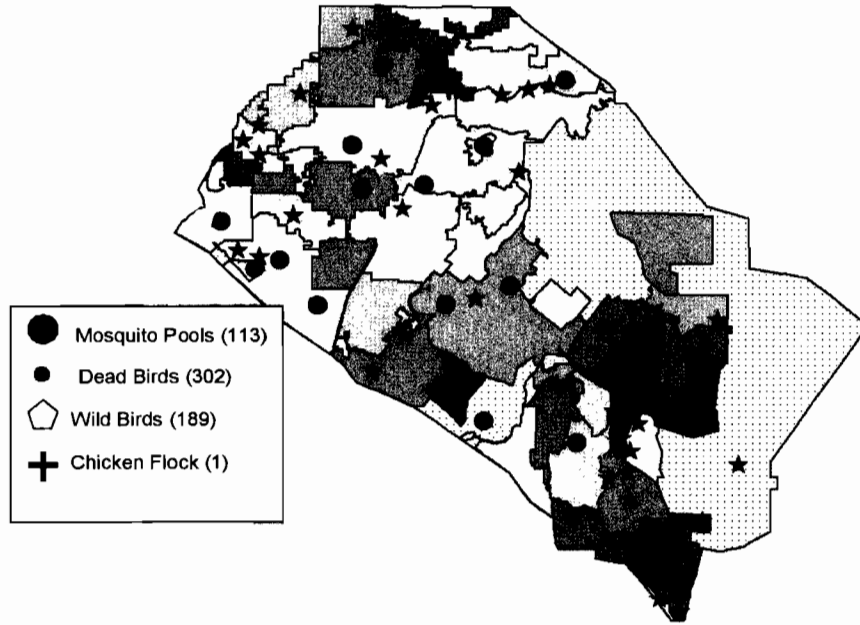 Mosquito Pools (113)
Dead Birds (302)
Wild Birds (189)
Chicken Flock (1)